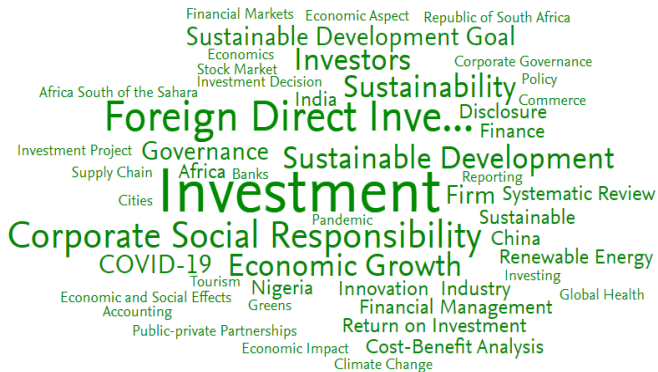 Financial Markets
Economic Aspect
Republic of South Africa
Sustainable Development Goal
Economics
Investors
Corporate Governance
Stock Market
Investment Decision
Sustainability
Policy
Africa South of the Sahara
India
Commerce
Foreign Direct Inve...
Disclosure
Finance
Investment Project
Governance
Sustainable Development
Supply Chain
Africa
Banks
Reporting
Cities
Investment
Firm
Systematic Review
Pandemic
Sustainable
Corporate Social Responsibility
China
COVID-19
Economic Growth
Renewable Energy
Investing
Tourism
Nigeria
Innovation
Industry
Global Health
Economic and Social Effects
Greens
Financial Management
Accounting
Public-private Partnerships
Return on Investment
Economic Impact
Cost-Benefit Analysis
Climate Change